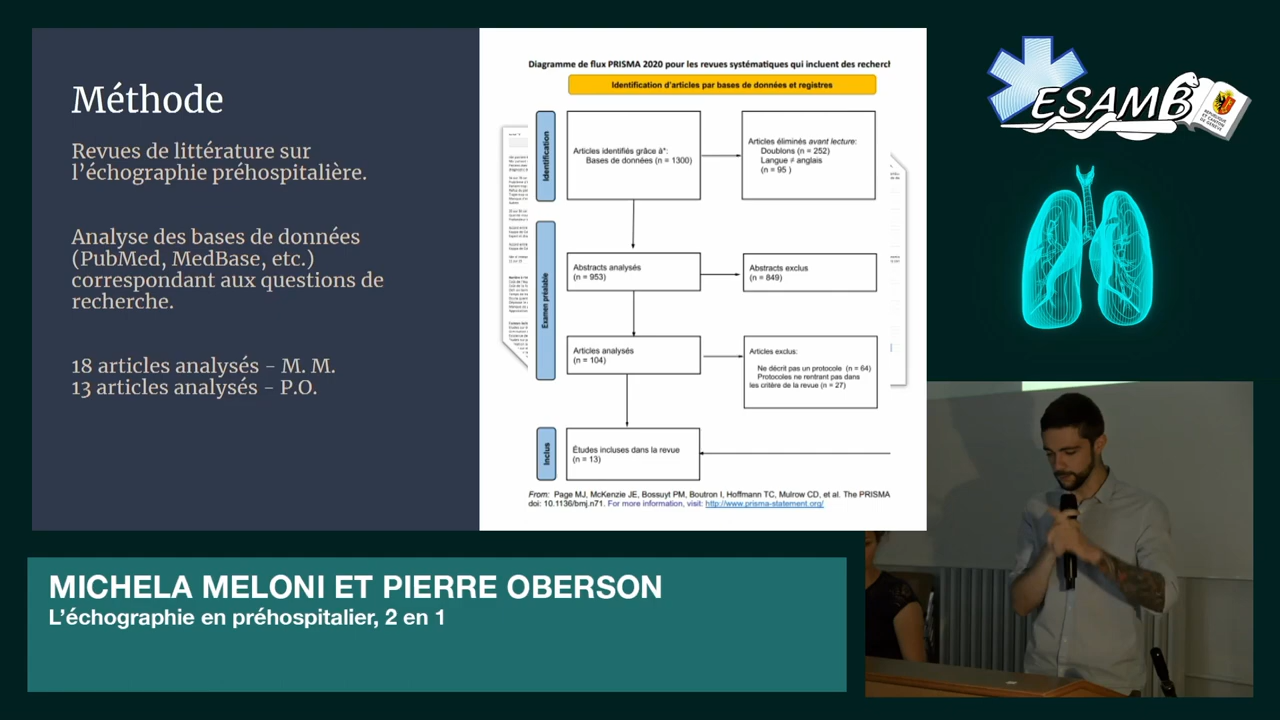 Méthode
Revues de littérature sur
l'échographie préhospitalière.
Analyse des bases de données
(PubMed, MedBase, etc.)
correspondant aux questions de
recherche.
18 articles analysés - M. M.
13 articles analysés - P.O.
Diagramme de flux PRISMA 2020 pour les revues systématiques qui incluent des recherch
Identification d'articles par bases de données et registres
Identification
Articles identifiés grâce à*:
Bases de données (n = 1300)
Articles éliminés avant lecture:
Doublons (n = 252)
Langue ≠ anglais
(n = 95 )
Examen préalable
Abstracts analysés
(n = 953)
Abstracts exclus
(n = 849)
Articles analysés
(n = 104)
Articles exclus:
Ne décrit pas un protocole (n = 64)
Protocoles ne rentrant pas dans
les critère de la revue (n = 27)
Inclus
Études incluses dans la revue
(n = 13)
From: Page MJ, McKenzie JE, Bossuyt PM, Boutron I, Hoffmann TC, Mulrow CD, et al. The PRISMA
doi: 10.1136/bmj.n71. For more information, visit: http://www.prisma-statement.org/
ESAMB
MICHELA MELONI ET PIERRE OBERSON
L'échographie en préhospitalier, 2 en 1